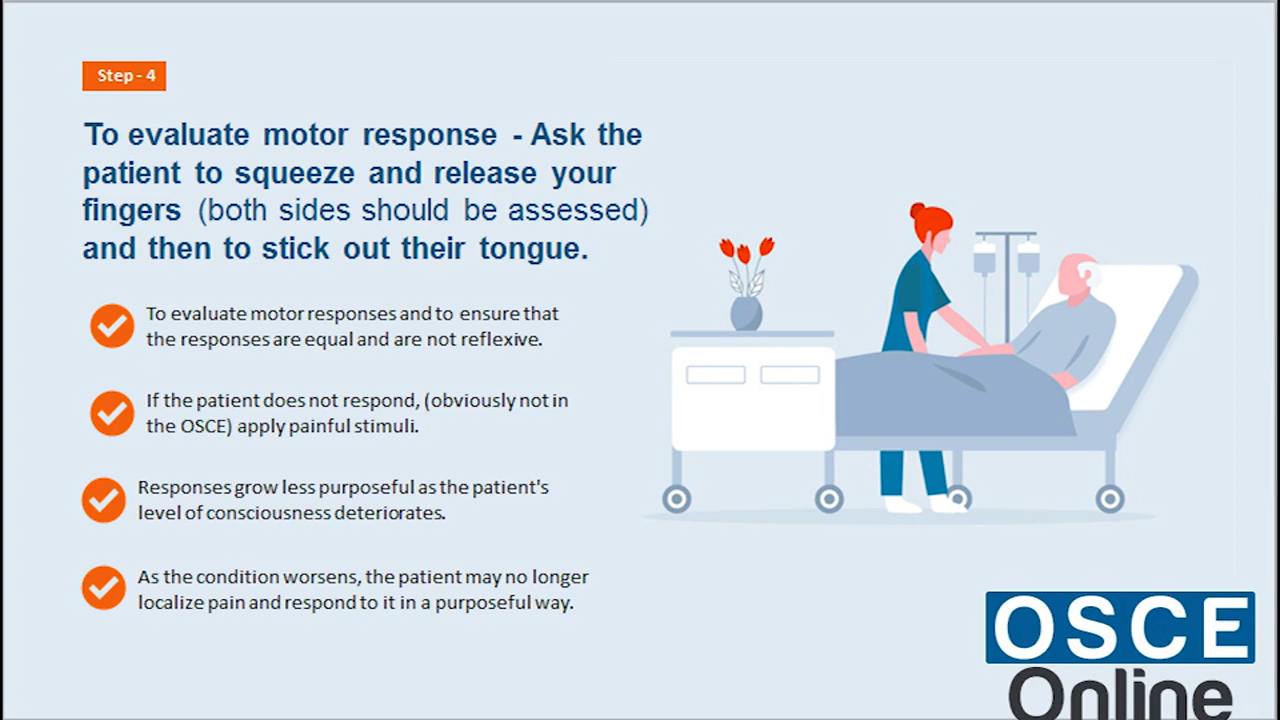 Step - 4
To evaluate motor response - Ask the
patient to squeeze and release your
fingers (both sides should be assessed)
and then to stick out their tongue.
To evaluate motor responses and to ensure that
the responses are equal and are not reflexive.
If the patient does not respond, (obviously not in
the OSCE) apply painful stimuli.
Responses grow less purposeful as the patient's
level of consciousness deteriorates.
As the condition worsens, the patient may no longer
localize pain and respond to it in a purposeful way.
OSCE
Online